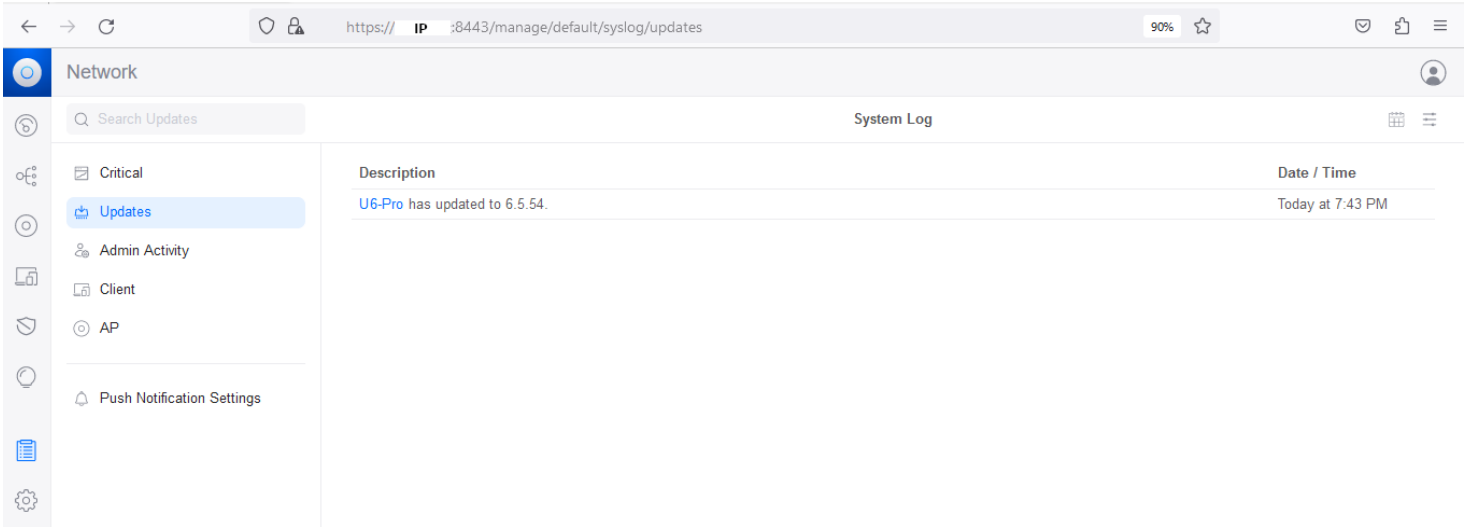 https:// IP :8443/manage/default/syslog/updates 90%
Network
Search Updates System Log
Critical Description Date / Time
Updates U6-Pro has updated to 6.5.54. Today at 7:43 PM
Admin Activity
Client
AP
Push Notification Settings